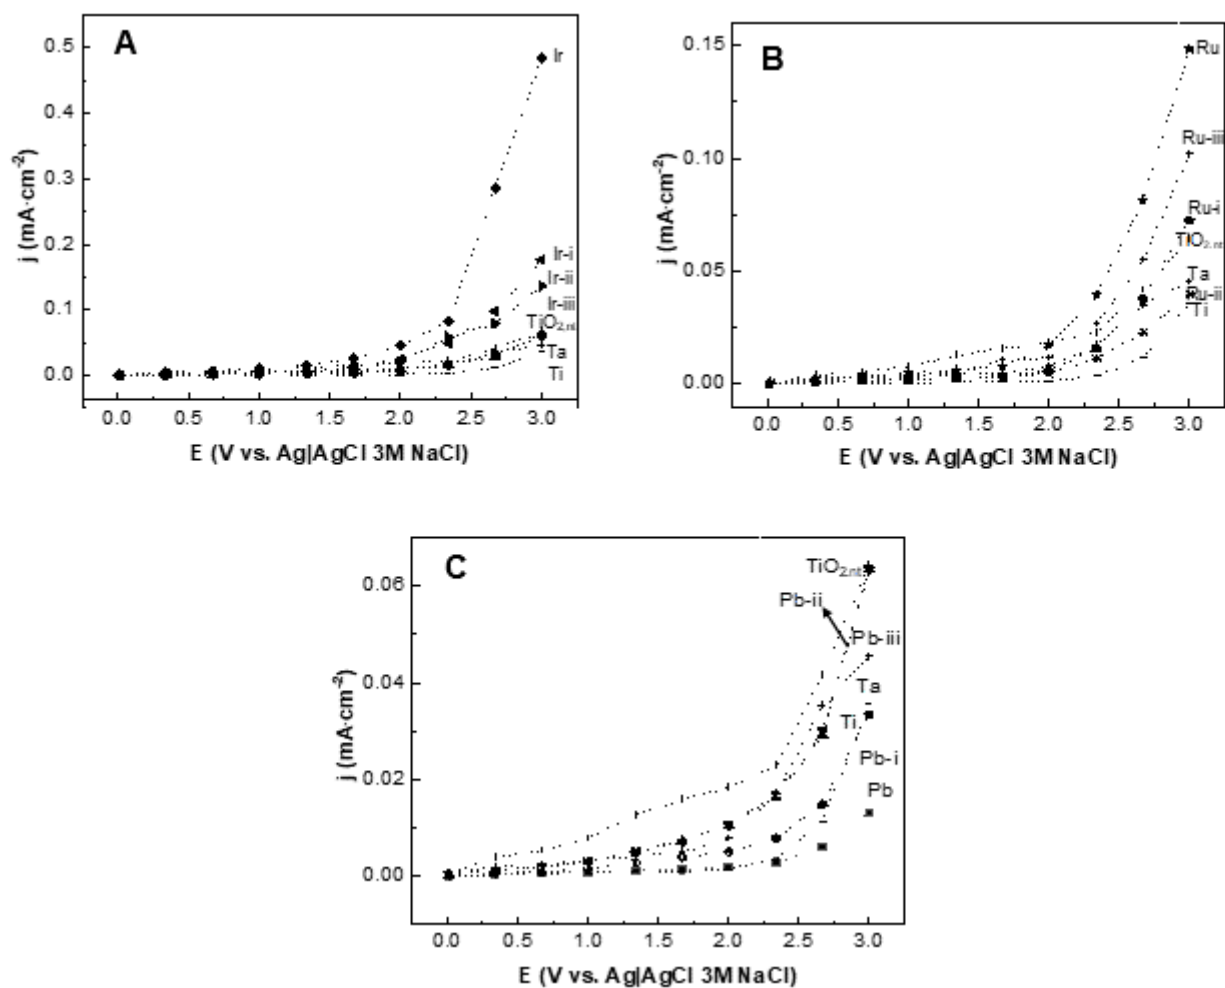 A
0.5
0.4
0.3
0.2
0.1
0.0
j (mA·cm⁻²)
Ir
Ir-i
Ir-ii
Ir-iii
TiO₂,nt
Ta
Ti
0.0 0.5 1.0 1.5 2.0 2.5 3.0
E (V vs. Ag|AgCl 3M NaCl)
B
0.15
0.10
0.05
0.00
j (mA·cm⁻²)
Ru
Ru-iii
Ru-i
TiO₂,nt
Ta
Ru-ii
Ti
0.0 0.5 1.0 1.5 2.0 2.5 3.0
E (V vs. Ag|AgCl 3M NaCl)
C
0.06
0.04
0.02
0.00
j (mA·cm⁻²)
TiO₂,nt
Pb-ii
Pb-iii
Ta
Ti
Pb-i
Pb
0.0 0.5 1.0 1.5 2.0 2.5 3.0
E (V vs. Ag|AgCl 3M NaCl)